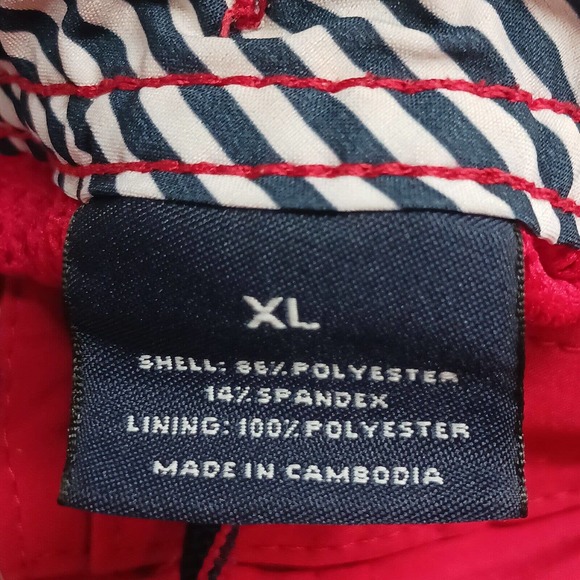 XL
SHELL: 86% POLYESTER
14% SPANDEX
LINING: 100% POLYESTER
MADE IN CAMBODIA